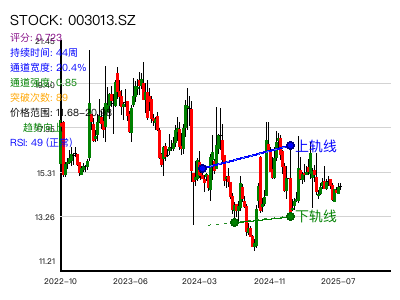 STOCK: 003013.SZ
评分: 0.723
持续时间: 44周
通道宽度: 20.4%
通道强度: 0.85
突破次数:
价格范围: 11.68-20.
趋势向上
RSI: 49 (正常)
上轨线
15.31
下轨线
13.26
11.21
2022-10
2023-06
2024-03
2024-11
2025-07